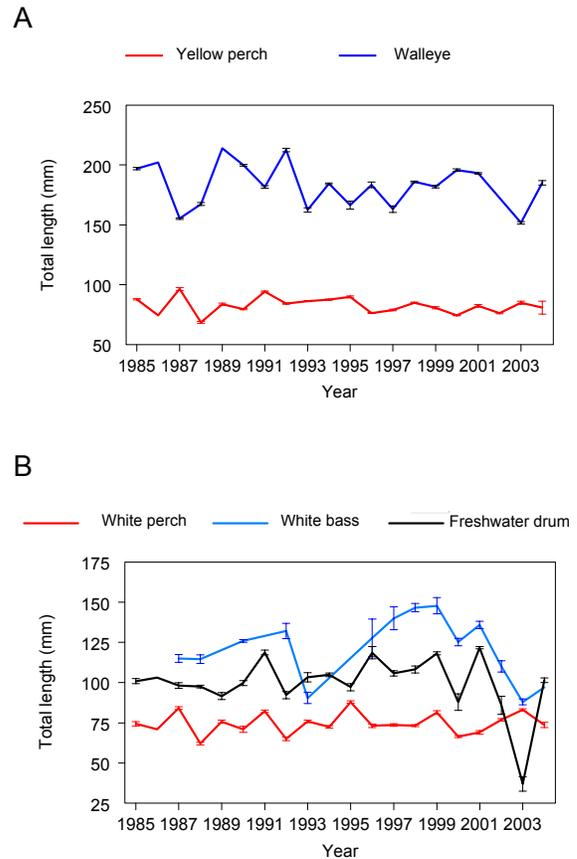 A
Yellow perch Walleye
250
200
150
100
50
Total length (mm)
1985 1987 1989 1991 1993 1995 1997 1999 2001 2003
Year
B
White perch White bass Freshwater drum
175
150
125
100
75
50
25
Total length (mm)
1985 1987 1989 1991 1993 1995 1997 1999 2001 2003
Year